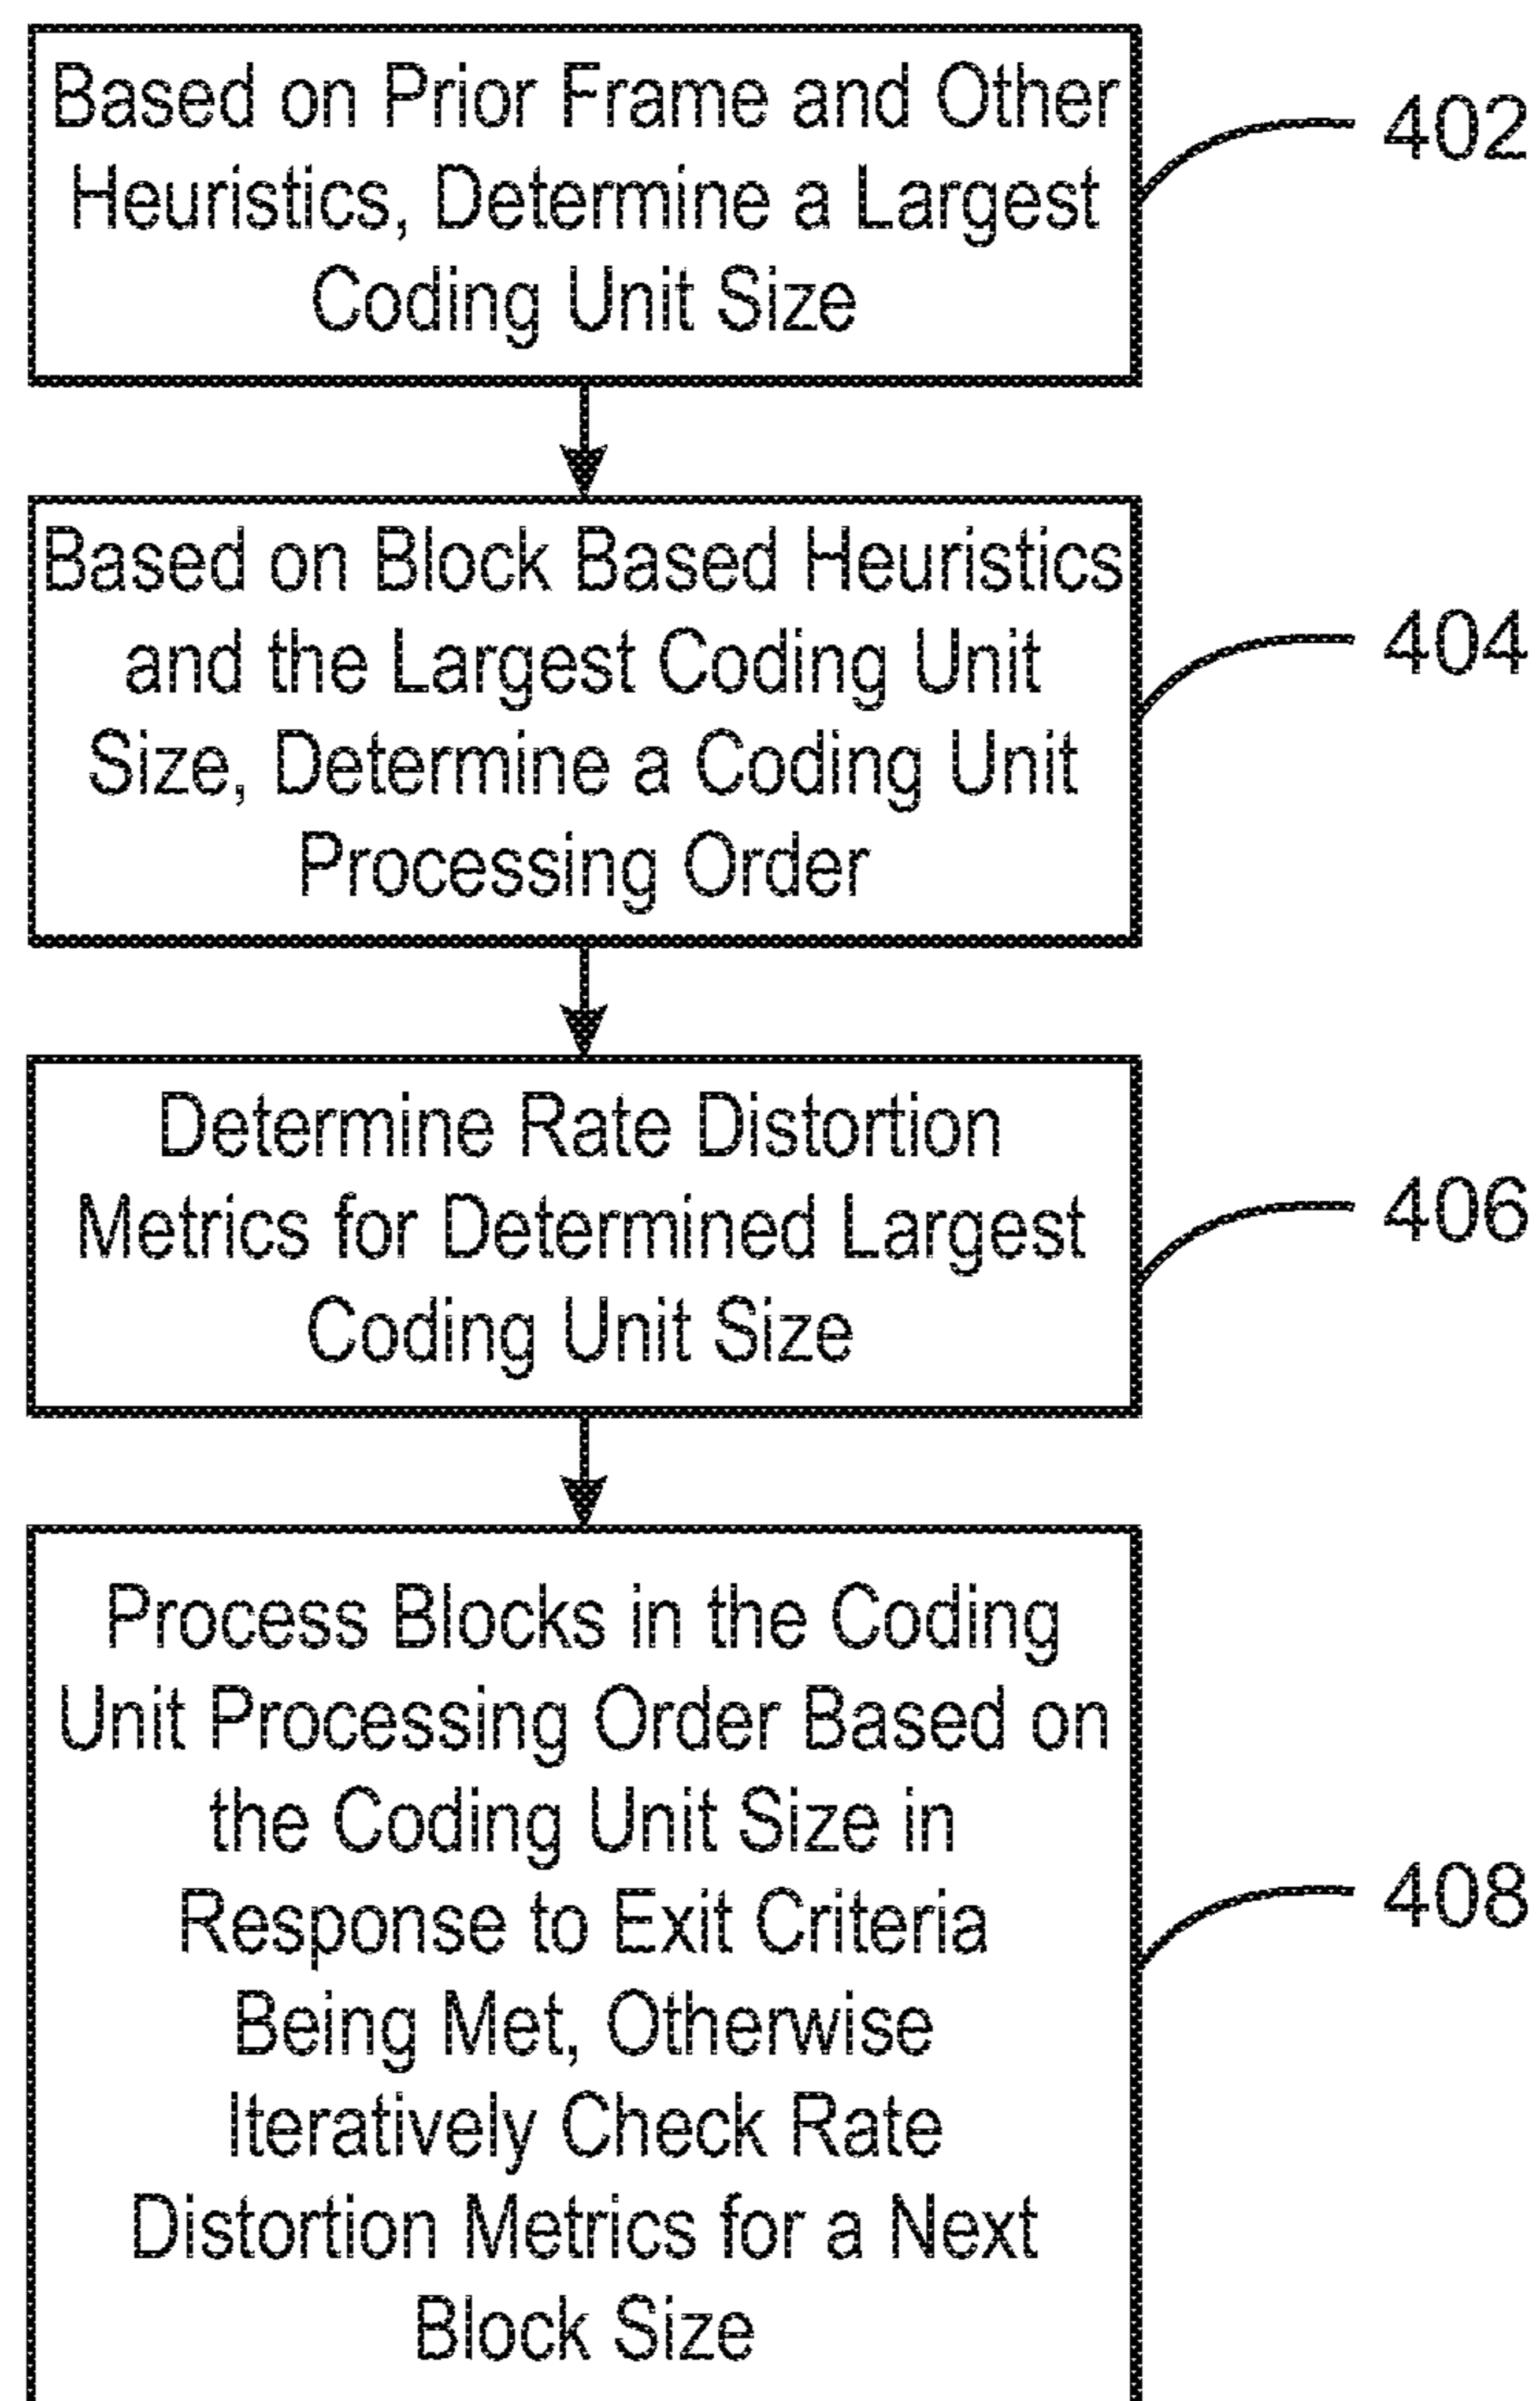 Based on Prior Frame and Other
Heuristics, Determine a Largest
Coding Unit Size
402
Based on Block Based Heuristics
and the Largest Coding Unit
Size, Determine a Coding Unit
Processing Order
404
Determine Rate Distortion
Metrics for Determined Largest
Coding Unit Size
406
Process Blocks in the Coding
Unit Processing Order Based on
the Coding Unit Size in
Response to Exit Criteria
Being Met, Otherwise
Iteratively Check Rate
Distortion Metrics for a Next
Block Size
408